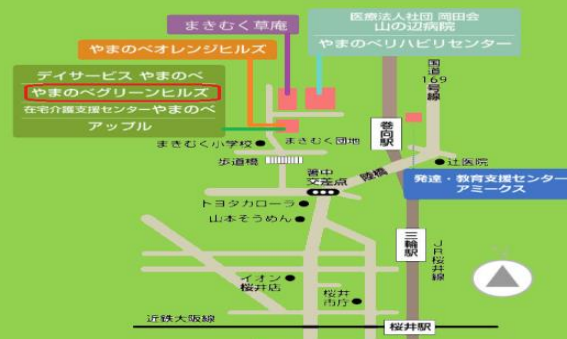 まきむく草庵
医療法人社団 岡田会
山の辺病院
やまのべリハビリセンター
やまのべオレンジヒルズ
デイサービス やまのべ
やまのべグリーンヒルズ
在宅介護支援センターやまのべ
アップル
国道169号線
巻向駅
まきむく小学校
まきむく団地
歩道橋
箸中
交差点
陸橋
辻医院
発達・教育支援センター
アミークス
トヨタカローラ
山本そうめん
三輪駅
JR桜井線
イオン
桜井店
桜井
市庁
近鉄大阪線
桜井駅